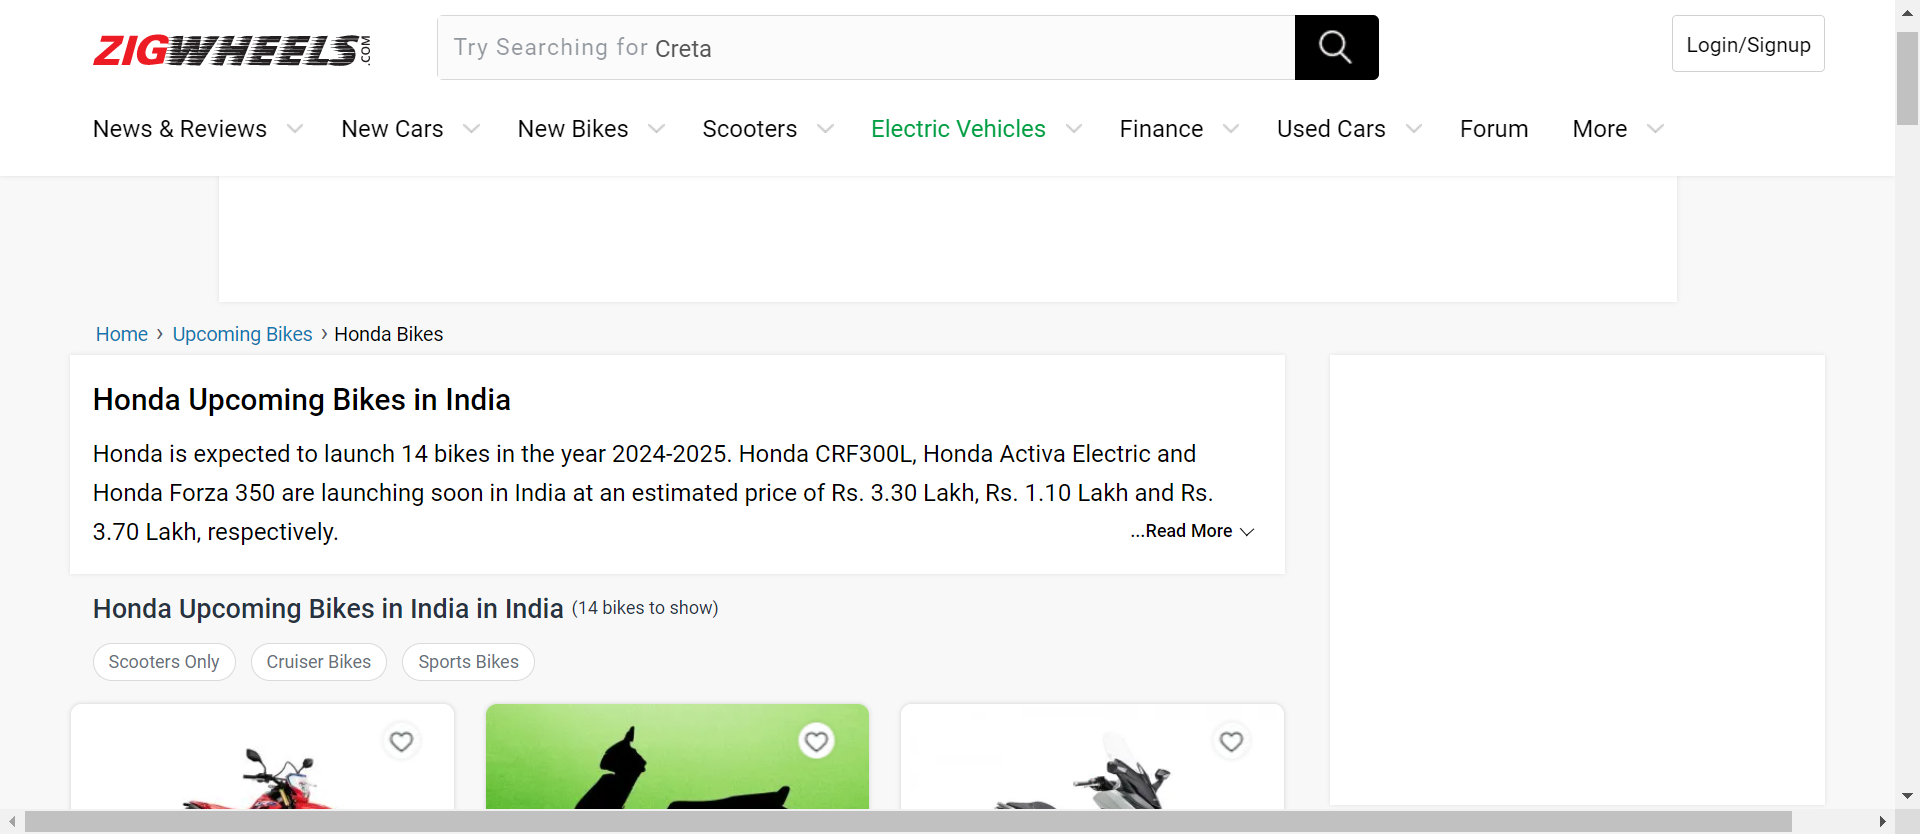 ZIGWHEELS.COM
Try Searching for Creta
Login/Signup
News & Reviews New Cars New Bikes Scooters Electric Vehicles Finance Used Cars Forum More
Home › Upcoming Bikes › Honda Bikes
Honda Upcoming Bikes in India
Honda is expected to launch 14 bikes in the year 2024-2025. Honda CRF300L, Honda Activa Electric and
Honda Forza 350 are launching soon in India at an estimated price of Rs. 3.30 Lakh, Rs. 1.10 Lakh and Rs.
3.70 Lakh, respectively. ...Read More
Honda Upcoming Bikes in India in India (14 bikes to show)
Scooters Only Cruiser Bikes Sports Bikes